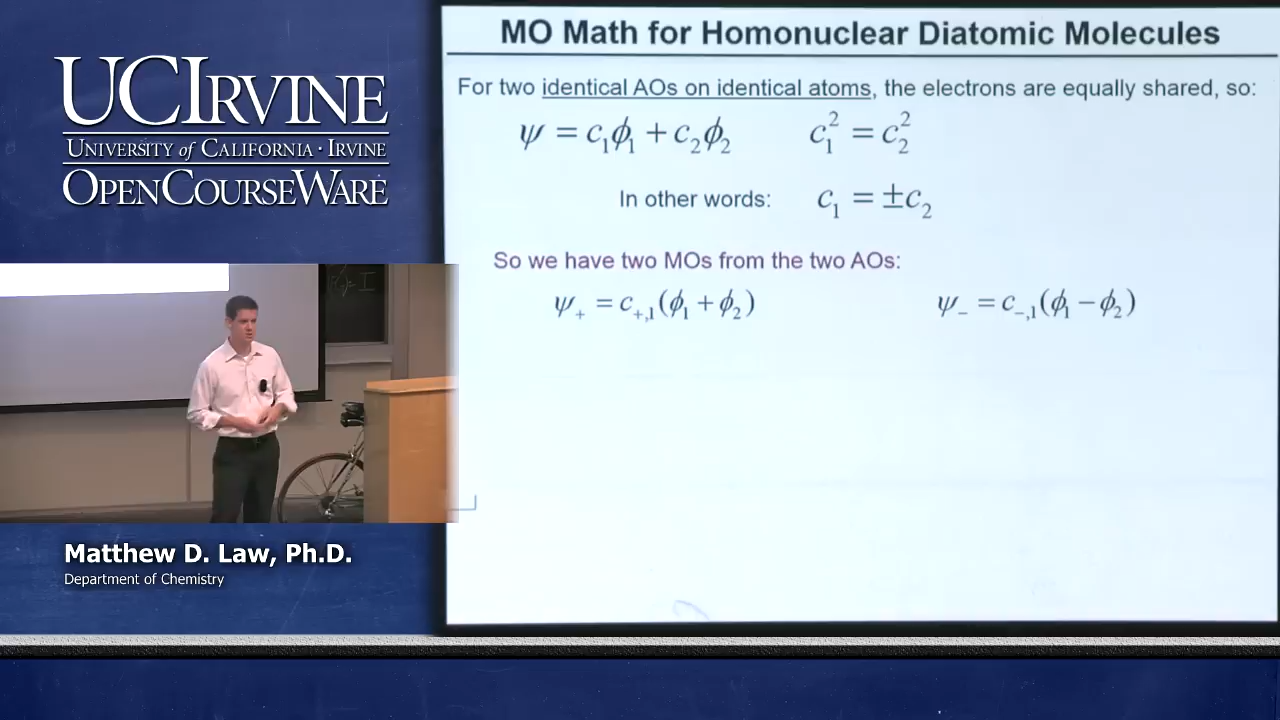 UCIRVINE
UNIVERSITY of CALIFORNIA · IRVINE
OPENCOURSEWARE
Matthew D. Law, Ph.D.
Department of Chemistry
MO Math for Homonuclear Diatomic Molecules
For two identical AOs on identical atoms, the electrons are equally shared, so:
ψ = c₁ϕ₁ + c₂ϕ₂ c₁² = c₂²
In other words: c₁ = ±c₂
So we have two MOs from the two AOs:
ψ₊ = c₊,₁(ϕ₁ + ϕ₂) ψ₋ = c₋,₁(ϕ₁ − ϕ₂)